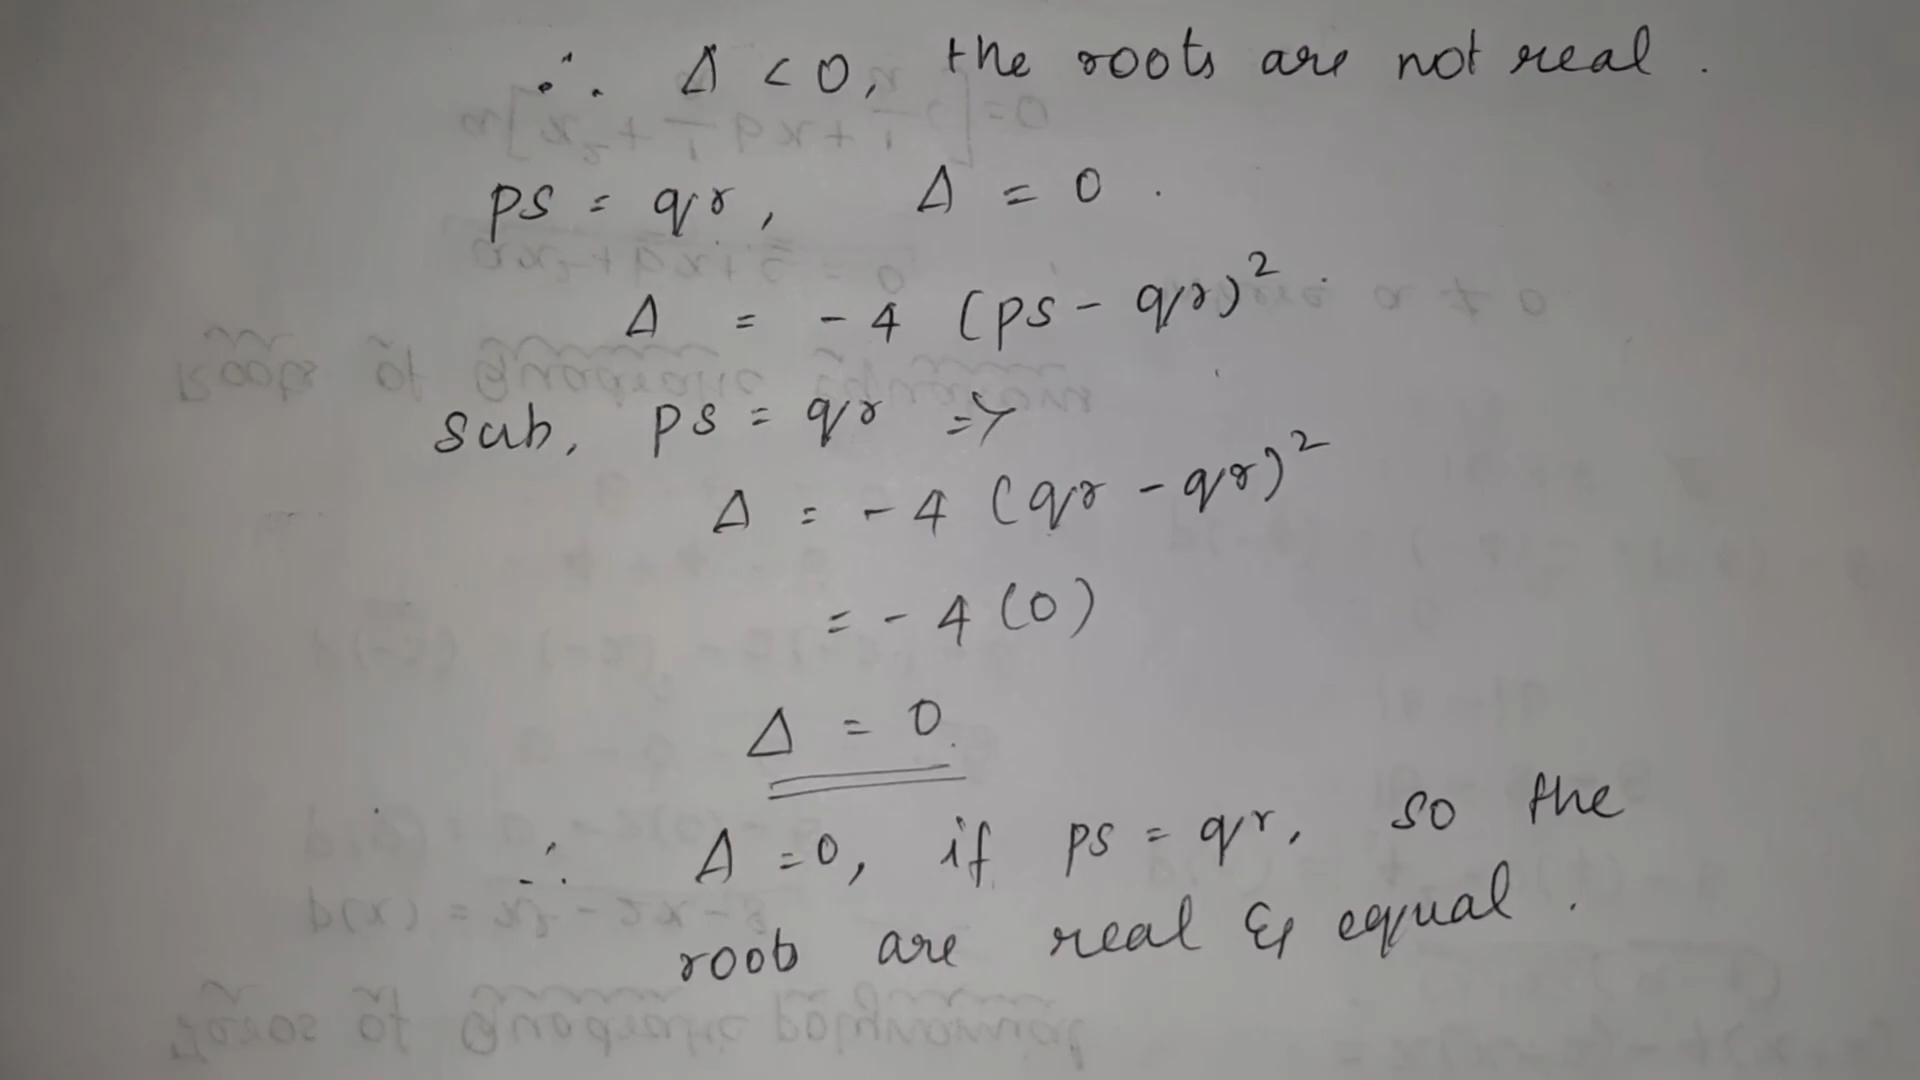 ∴ Δ < 0, the roots are not real.
ps = qr, Δ = 0.
Δ = -4 (ps - qr)²
sub, ps = qr =>
Δ = -4 (qr - qr)²
= -4 (0)
Δ = 0
∴ Δ = 0, if ps = qr, so the
roots are real & equal.